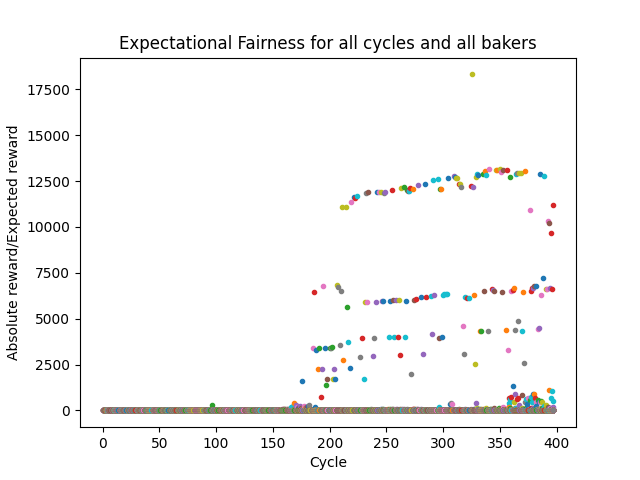 Expectational Fairness for all cycles and all bakers
Absolute reward/Expected reward
17500
15000
12500
10000
7500
5000
2500
0
0 50 100 150 200 250 300 350 400
Cycle